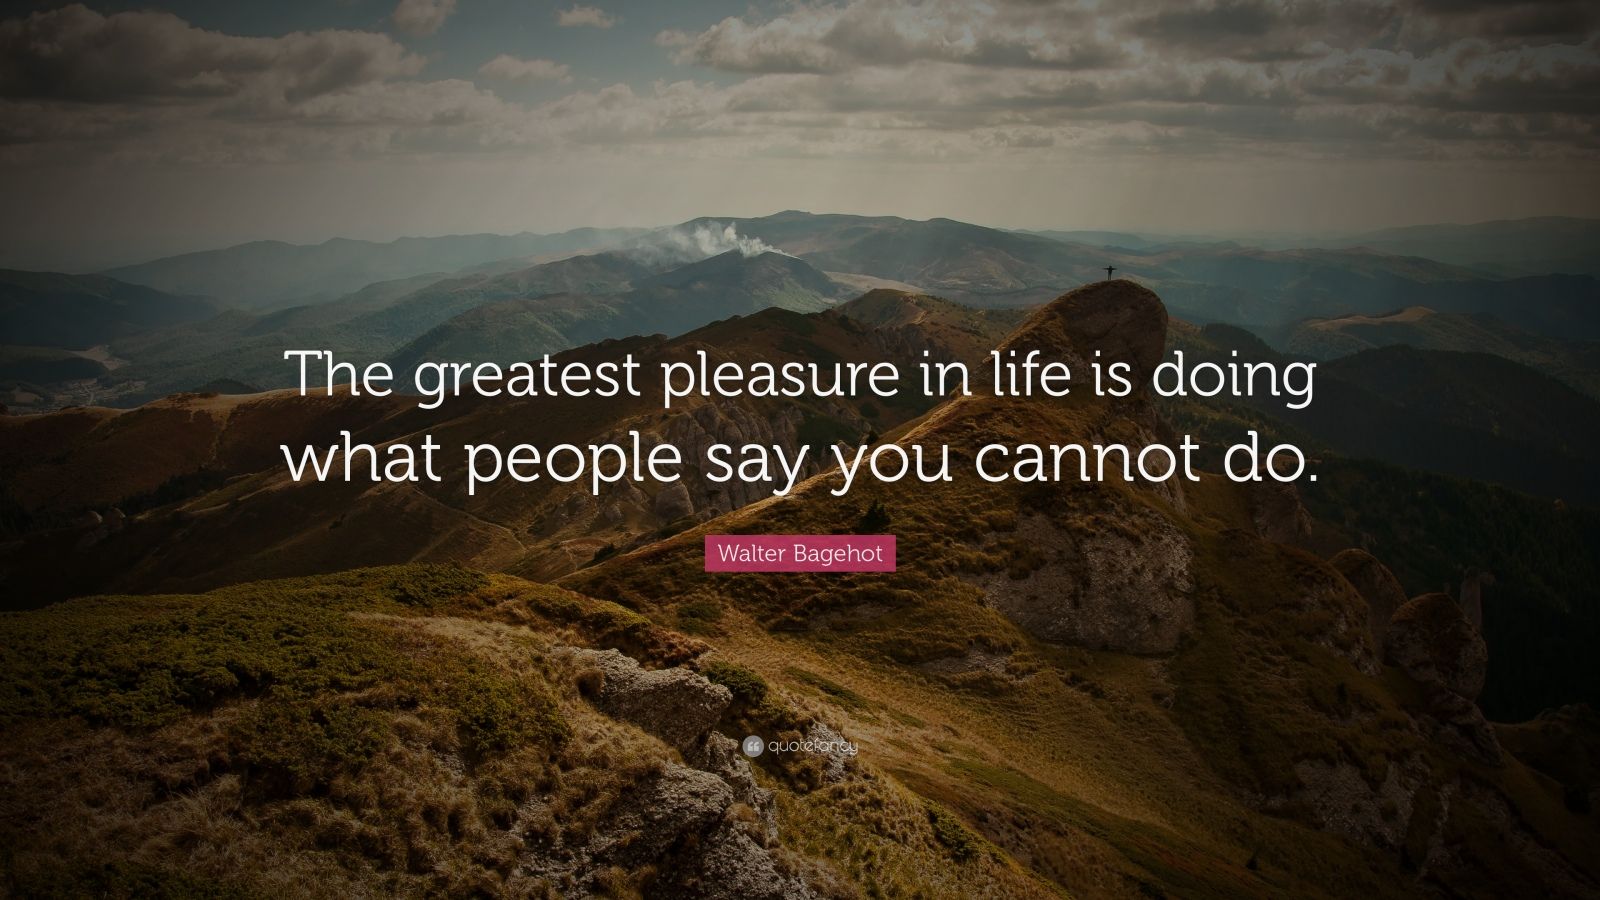 The greatest pleasure in life is doing
what people say you cannot do.
Walter Bagehot
quotefancy